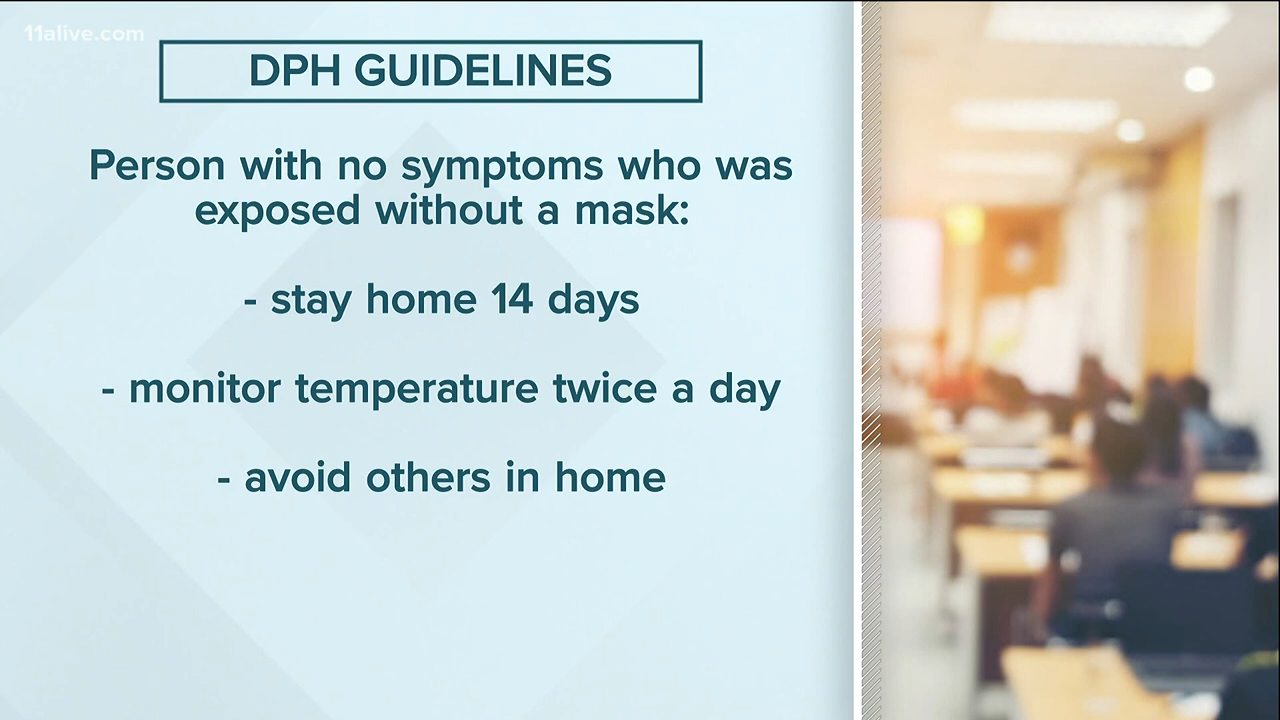 11alive.com
DPH GUIDELINES
Person with no symptoms who was
exposed without a mask:
- stay home 14 days
- monitor temperature twice a day
- avoid others in home